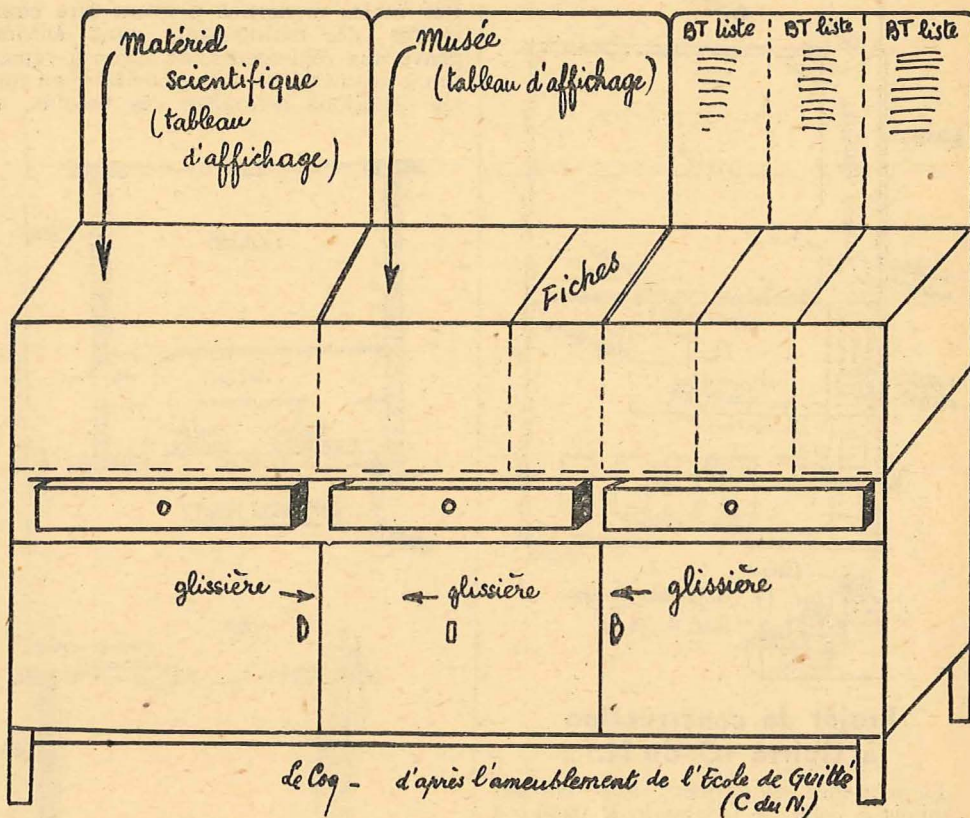 Matériel
scientifique
(tableau
d'affichage)
Musée
(tableau d'affichage)
BT liste
BT liste
BT liste
Fiches
glissière
glissière
glissière
Le Coq - d'après l'ameublement de l'Ecole de Guitté
(C du N.)